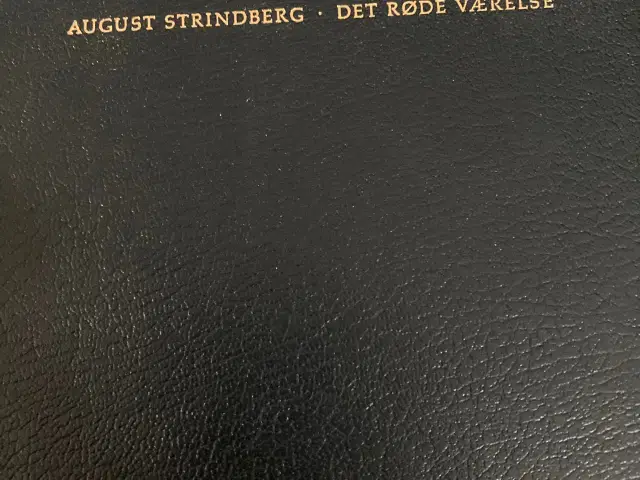 AUGUST STRINDBERG · DET RØDE VÆRELSE